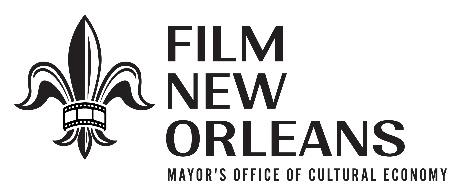 FILM
NEW
ORLEANS
MAYOR'S OFFICE OF CULTURAL ECONOMY